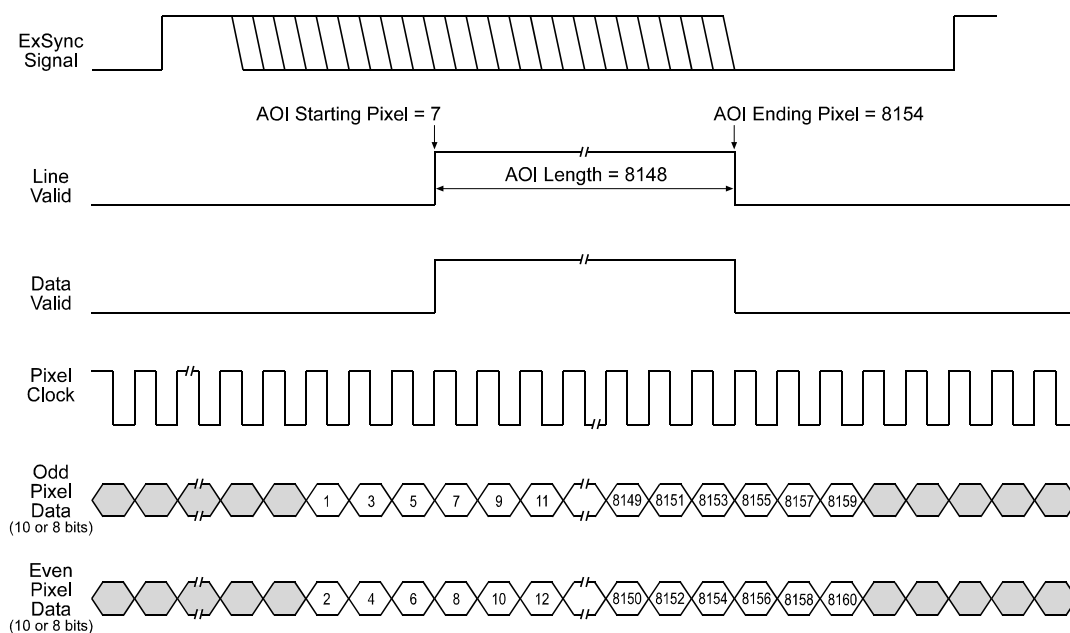 ExSync
Signal
AOI Starting Pixel = 7
AOI Ending Pixel = 8154
Line
Valid
AOI Length = 8148
Data
Valid
Pixel
Clock
Odd
Pixel
Data
(10 or 8 bits)
1 3 5 7 9 11 8149 8151 8153 8155 8157 8159
Even
Pixel
Data
(10 or 8 bits)
2 4 6 8 10 12 8150 8152 8154 8156 8158 8160